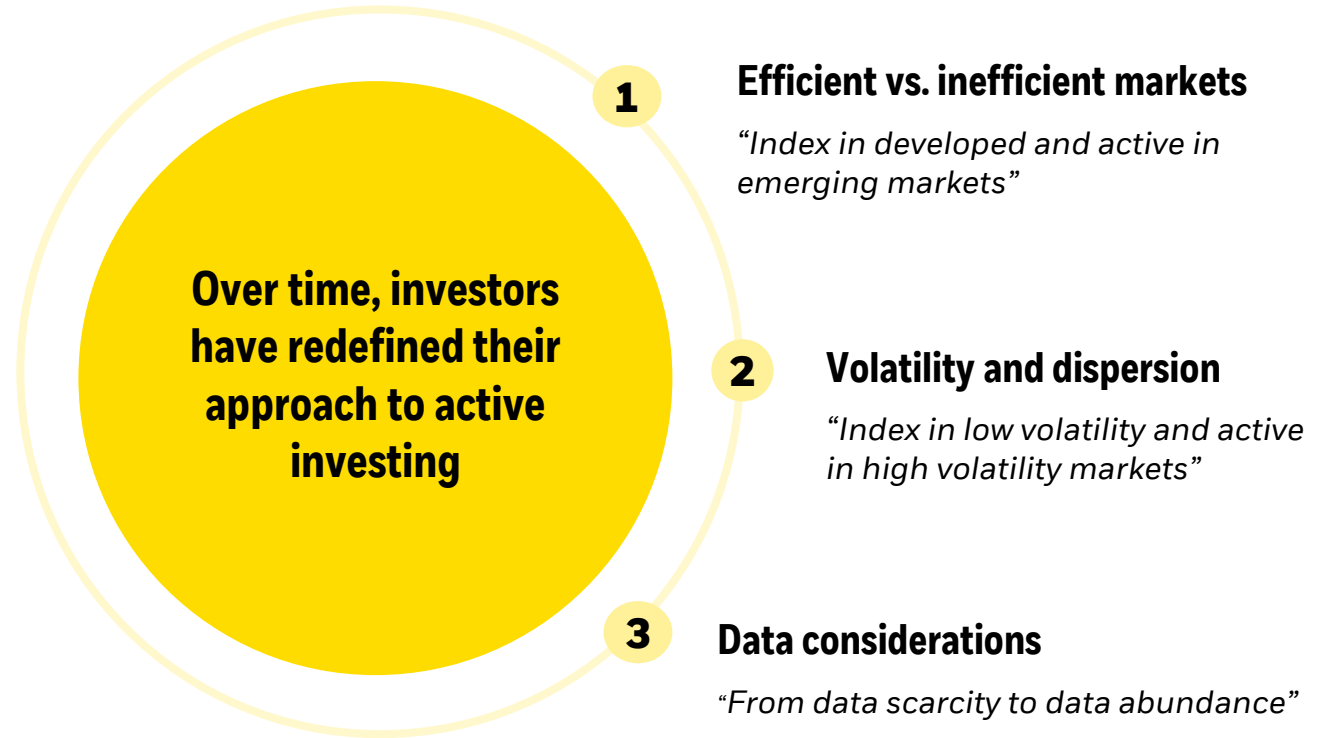 Over time, investors
have redefined their
approach to active
investing
1
Efficient vs. inefficient markets
“Index in developed and active in
emerging markets”
2
Volatility and dispersion
“Index in low volatility and active
in high volatility markets”
3
Data considerations
“From data scarcity to data abundance”